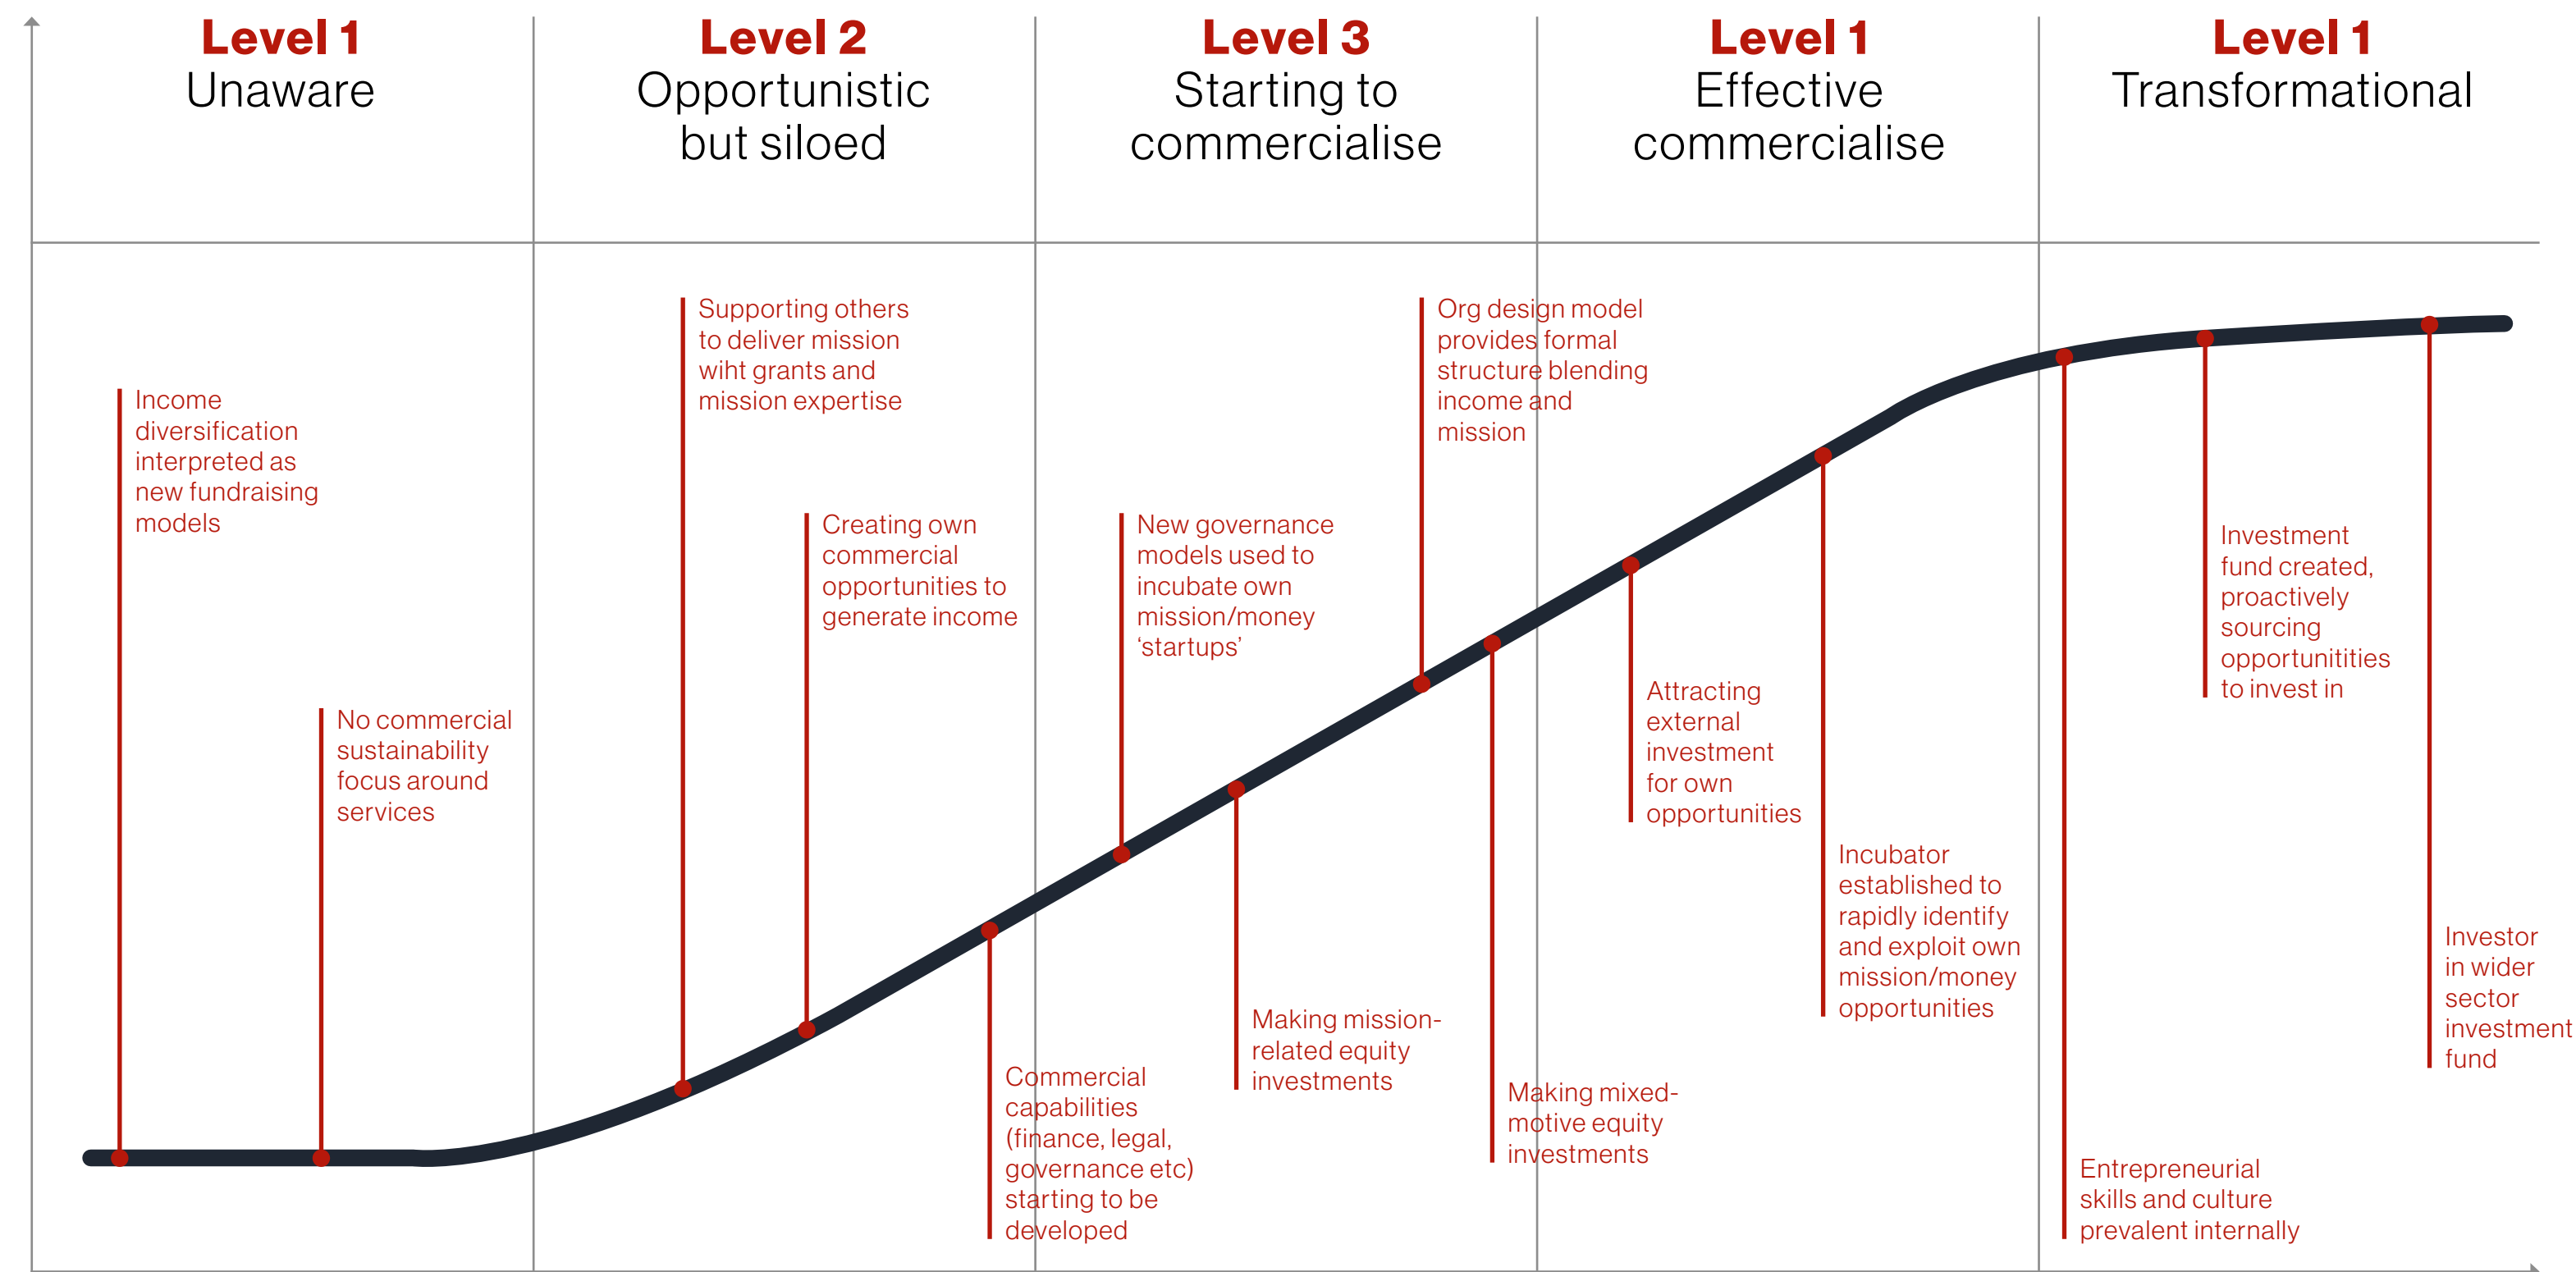 Level 1
Unaware
Level 2
Opportunistic
but siloed
Level 3
Starting to
commercialise
Level 1
Effective
commercialise
Level 1
Transformational
Income
diversification
interpreted as
new fundraising
models
No commercial
sustainability
focus around
services
Supporting others
to deliver mission
wiht grants and
mission expertise
Creating own
commercial
opportunities to
generate income
Commercial
capabilities
(finance, legal,
governance etc)
starting to be
developed
New governance
models used to
incubate own
mission/money
‘startups’
Making mission-
related equity
investments
Org design model
provides formal
structure blending
income and
mission
Making mixed-
motive equity
investments
Attracting
external
investment
for own
opportunities
Incubator
established to
rapidly identify
and exploit own
mission/money
opportunities
Entrepreneurial
skills and culture
prevalent internally
Investment
fund created,
proactively
sourcing
opportunitities
to invest in
Investor
in wider
sector
investment
fund